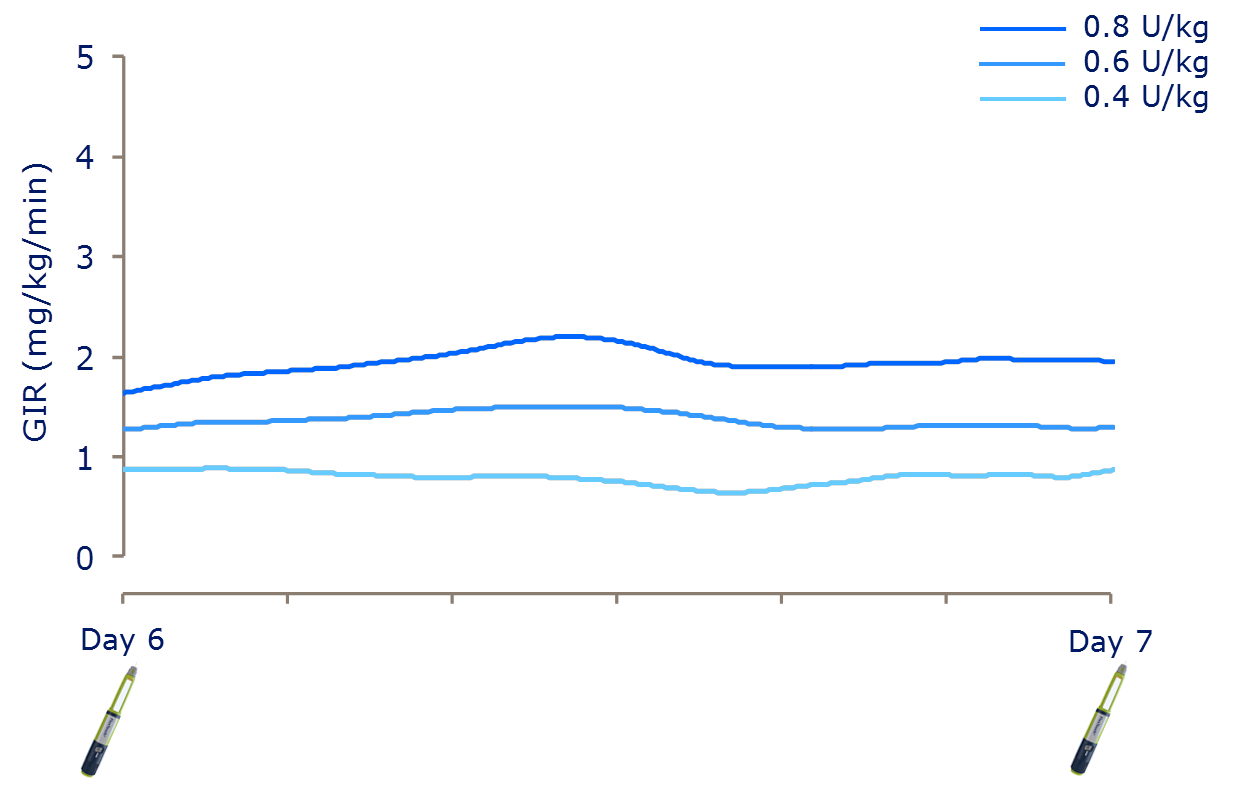 0.8 U/kg
0.6 U/kg
0.4 U/kg
GIR (mg/kg/min)
5
4
3
2
1
0
Day 6
Day 7